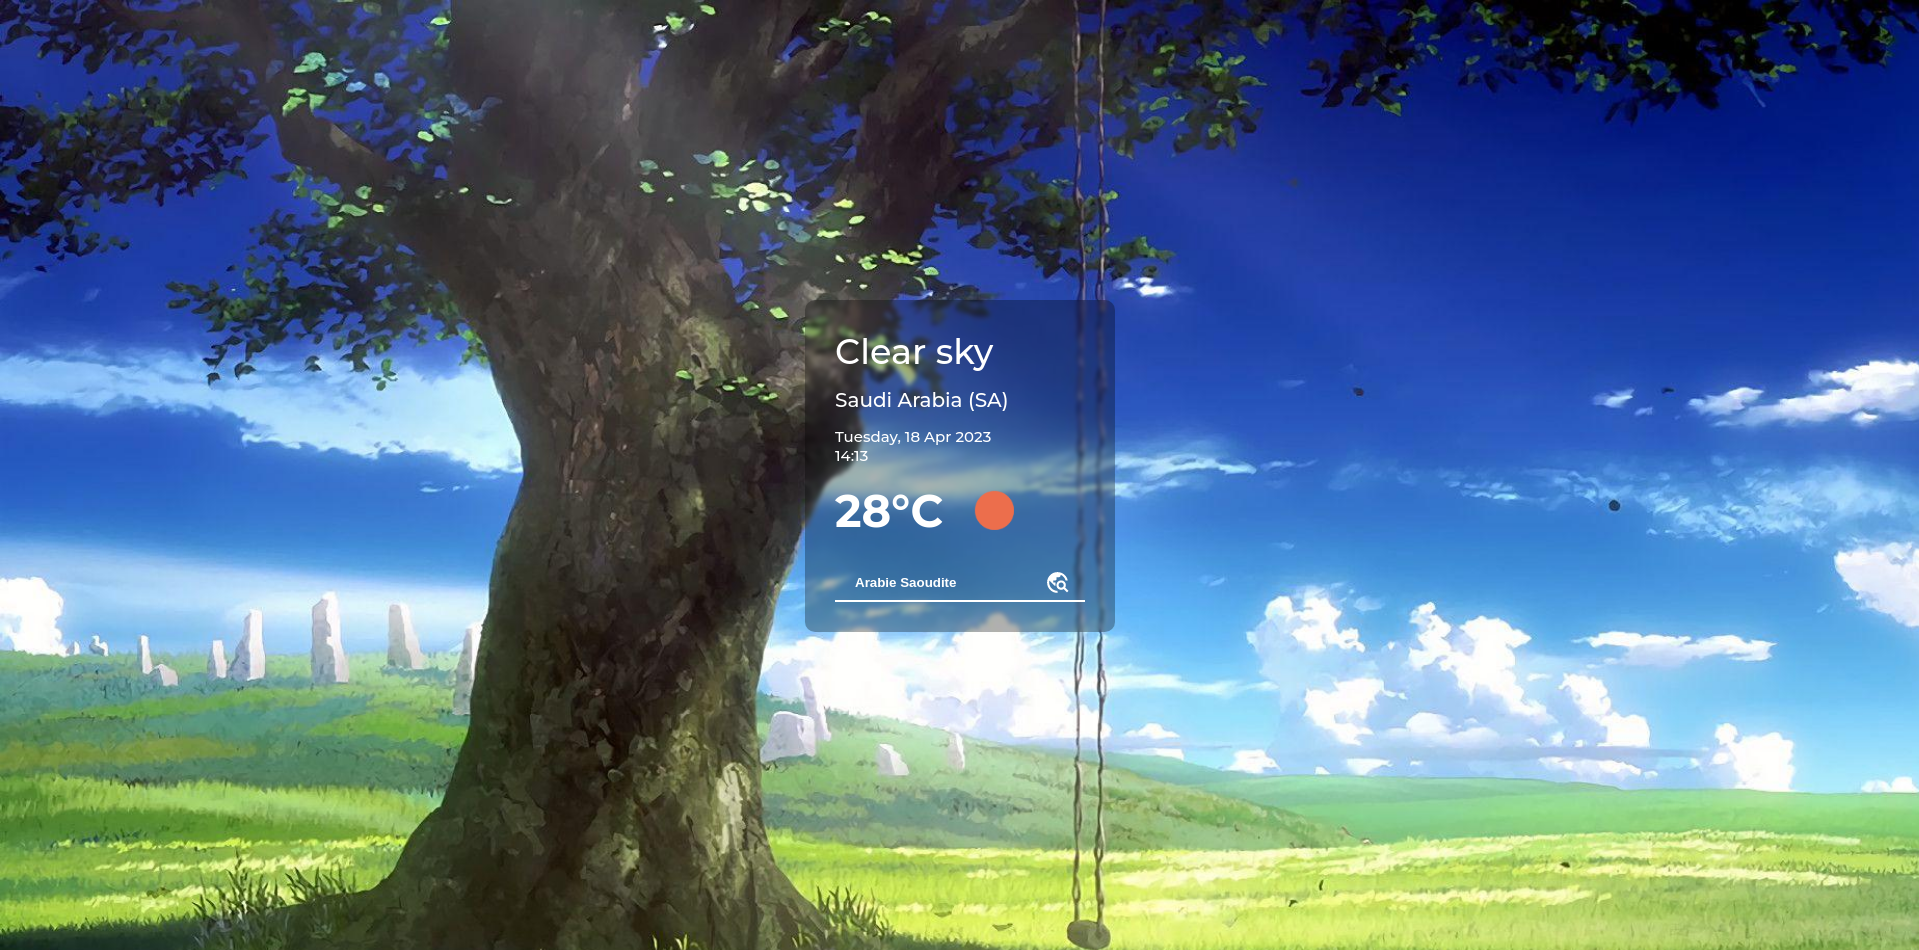 Clear sky
Saudi Arabia (SA)
Tuesday, 18 Apr 2023
14:13
28°C
Arabie Saoudite